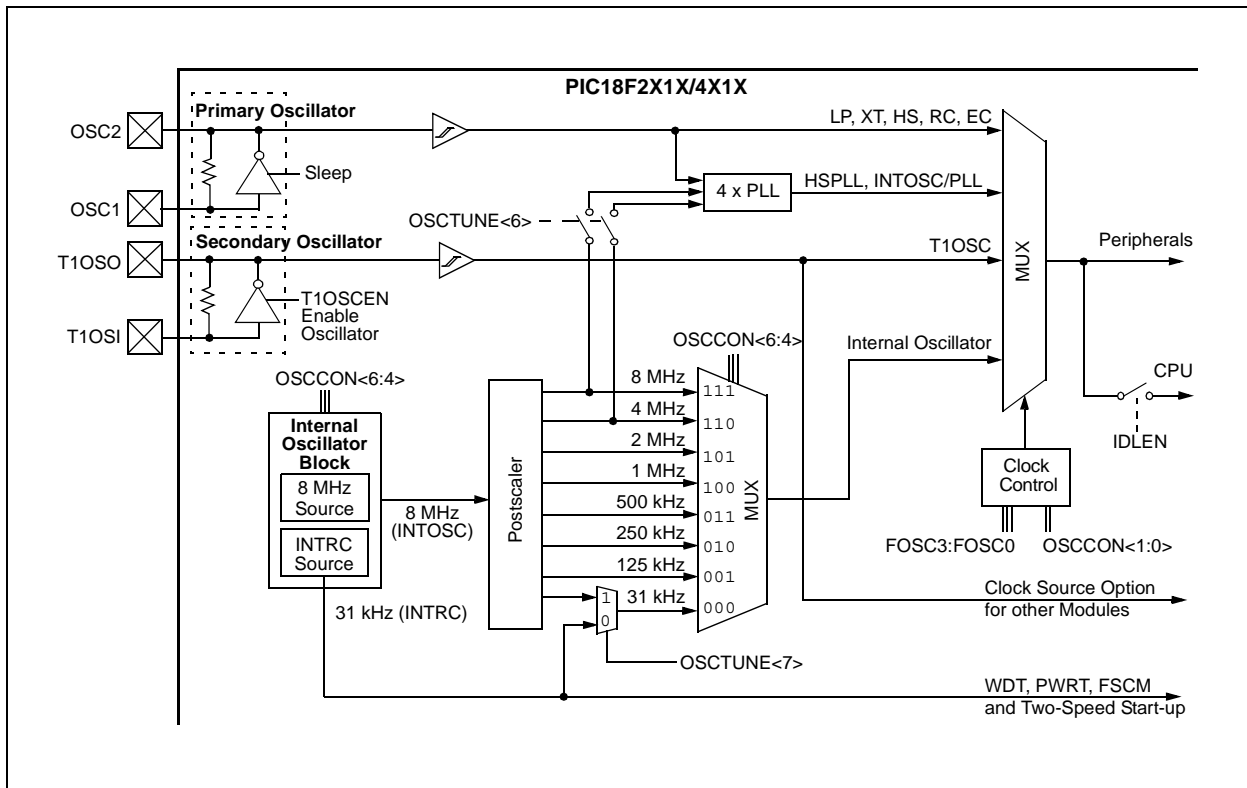 PIC18F2X1X/4X1X
Primary Oscillator
OSC2
LP, XT, HS, RC, EC
Sleep
4 x PLL
HSPLL, INTOSC/PLL
OSC1
OSCTUNE<6>
Secondary Oscillator
T1OSO
T1OSC
MUX
Peripherals
T1OSCEN
Enable
Oscillator
T1OSI
OSCCON<6:4>
Internal Oscillator
OSCCON<6:4>
CPU
IDLEN
Internal
Oscillator
Block
8 MHz
Source
INTRC
Source
8 MHz
(INTOSC)
31 kHz (INTRC)
Postscaler
8 MHz
111
4 MHz
110
2 MHz
101
1 MHz
100
500 kHz
011
250 kHz
010
125 kHz
001
1
0
31 kHz
000
MUX
OSCTUNE<7>
Clock
Control
FOSC3:FOSC0
OSCCON<1:0>
Clock Source Option
for other Modules
WDT, PWRT, FSCM
and Two-Speed Start-up